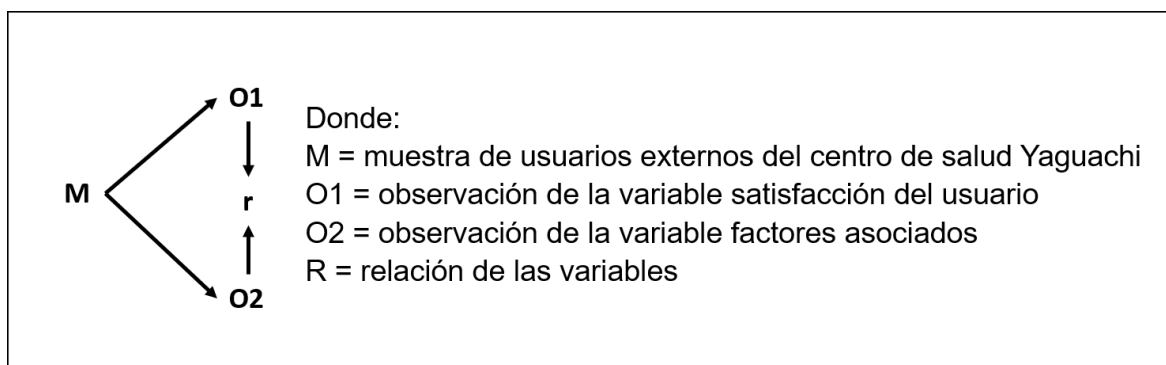 O1
M
r
O2
Donde:
M = muestra de usuarios externos del centro de salud Yaguachi
O1 = observación de la variable satisfacción del usuario
O2 = observación de la variable factores asociados
R = relación de las variables